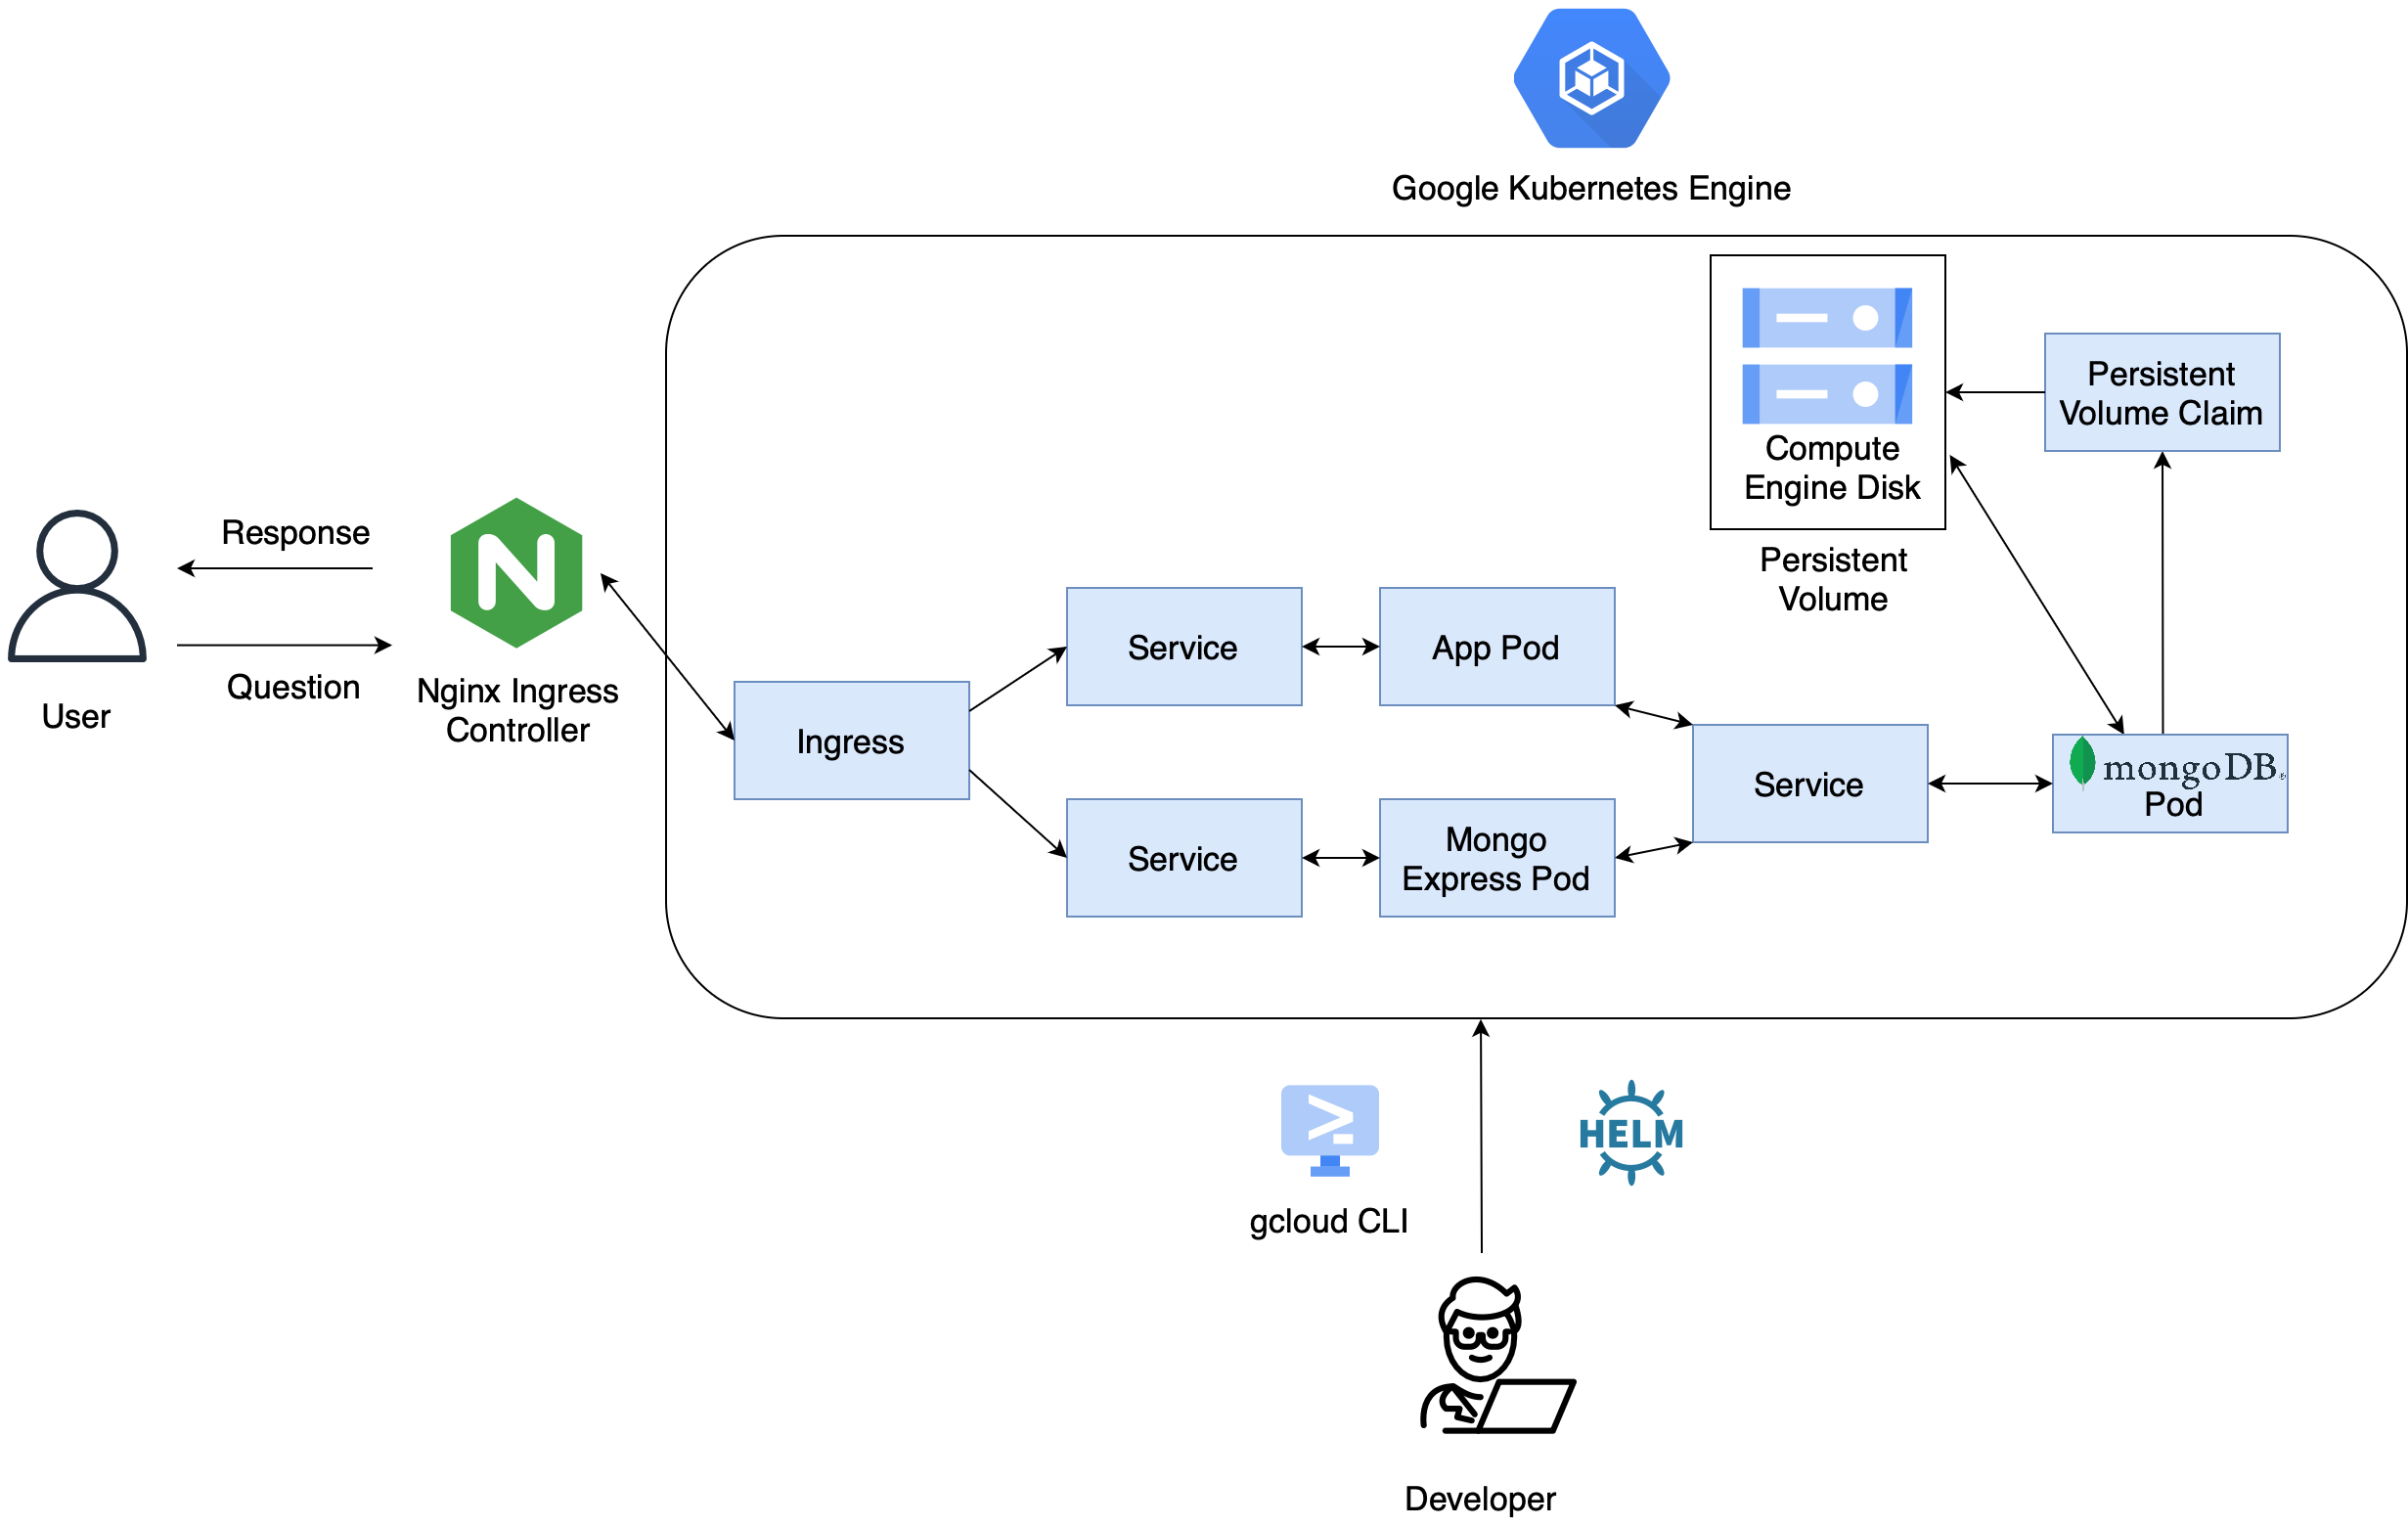 Google Kubernetes Engine
Compute
Engine Disk
Persistent
Volume
Persistent
Volume Claim
Response
Question
User
Nginx Ingress
Controller
Ingress
Service
App Pod
Service
Mongo
Express Pod
Service
mongoDB®
Pod
gcloud CLI
HELM
Developer